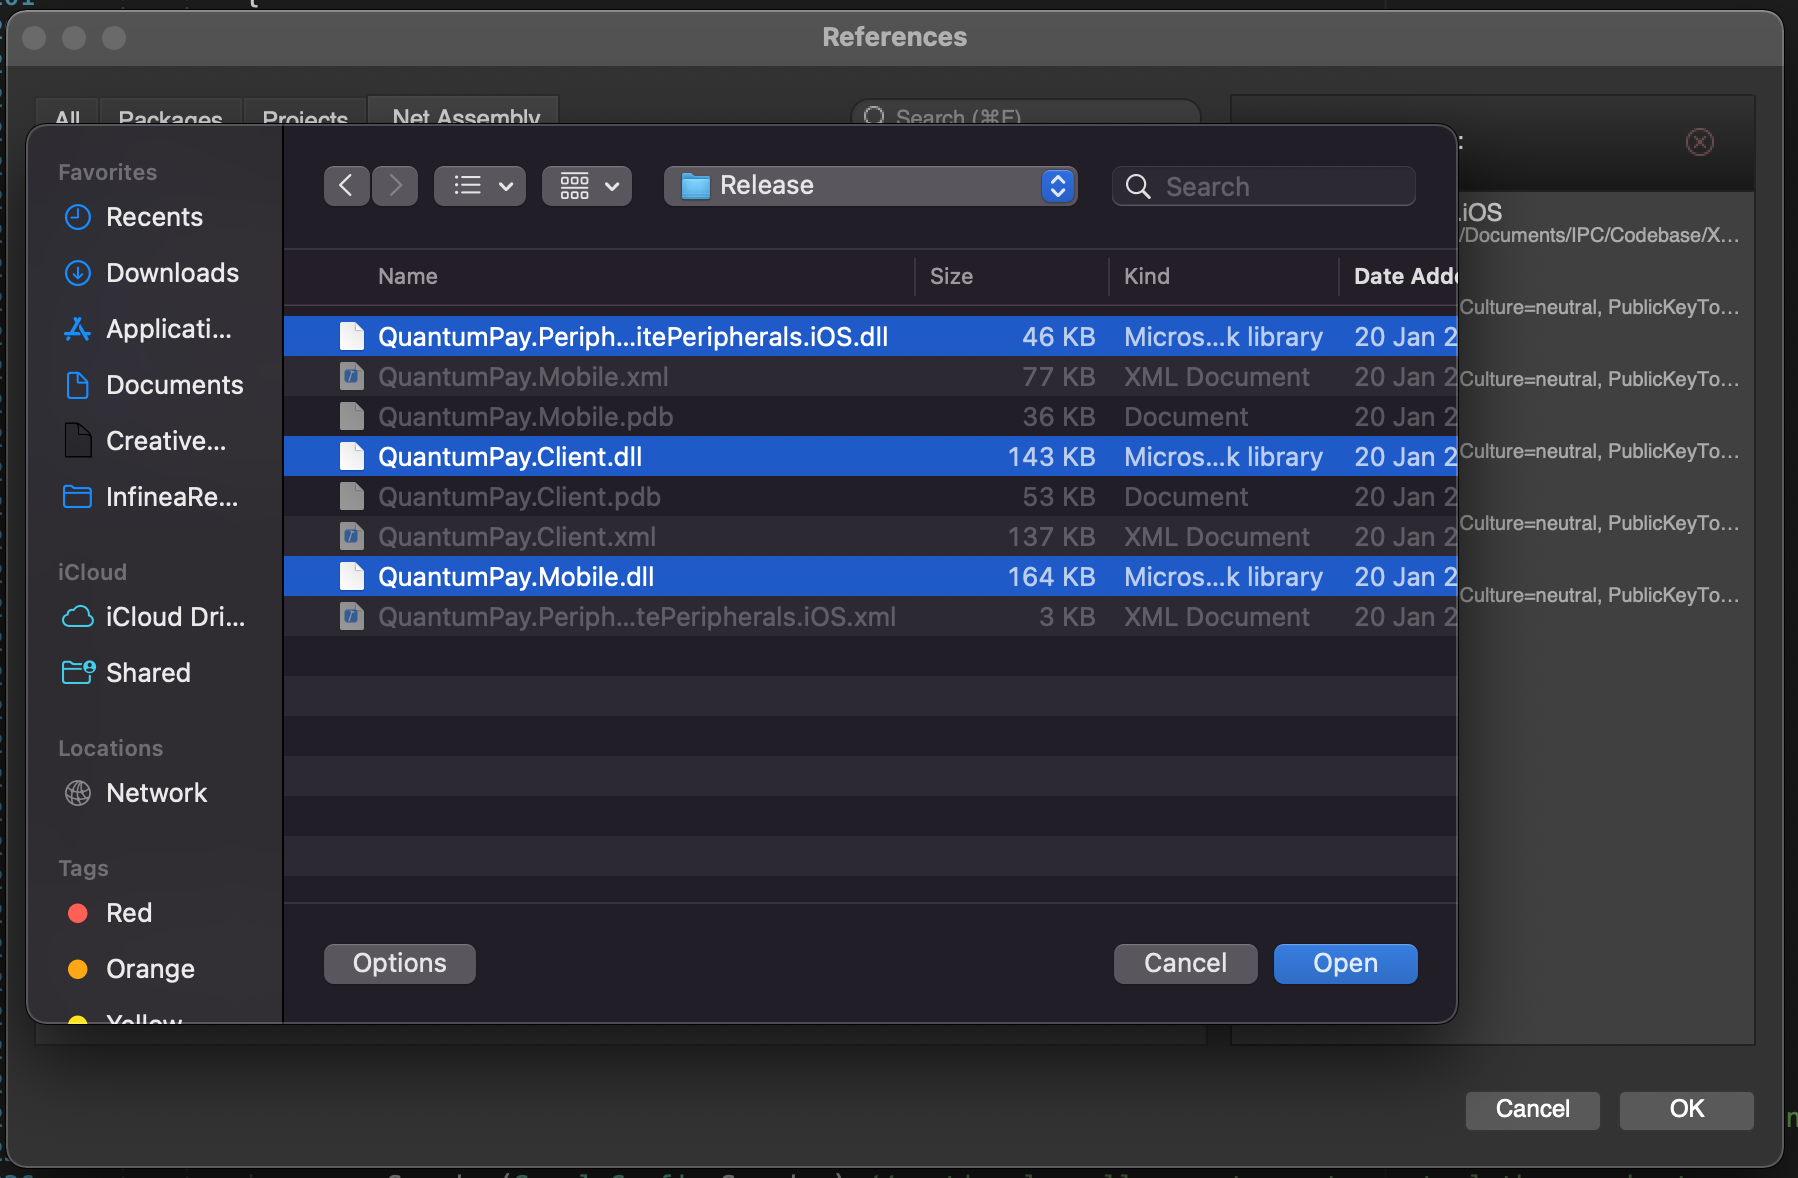 References
All Packages Projects .Net Assembly
Search (⌘F)
Favorites
Recents
Downloads
Applicati...
Documents
Creative...
InfineaRe...
iCloud
iCloud Dri...
Shared
Locations
Network
Tags
Red
Orange
Yellow
Release
Search
Name Size Kind Date Adde
QuantumPay.Periph...itePeripherals.iOS.dll 46 KB Micros...k library 20 Jan 2
QuantumPay.Mobile.xml 77 KB XML Document 20 Jan 2
QuantumPay.Mobile.pdb 36 KB Document 20 Jan 2
QuantumPay.Client.dll 143 KB Micros...k library 20 Jan 2
QuantumPay.Client.pdb 53 KB Document 20 Jan 2
QuantumPay.Client.xml 137 KB XML Document 20 Jan 2
QuantumPay.Mobile.dll 164 KB Micros...k library 20 Jan 2
QuantumPay.Periph...tePeripherals.iOS.xml 3 KB XML Document 20 Jan 2
Options Cancel Open
:
.iOS
/Documents/IPC/Codebase/X...
Culture=neutral, PublicKeyTo...
Culture=neutral, PublicKeyTo...
Culture=neutral, PublicKeyTo...
Culture=neutral, PublicKeyTo...
Culture=neutral, PublicKeyTo...
Cancel OK